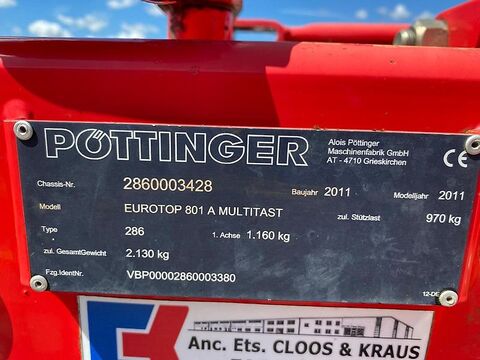 PÖTTINGER
Alois Pöttinger
Maschinenfabrik GmbH
AT - 4710 Grieskirchen
CE
Chassis-Nr. 2860003428 Baujahr 2011 Modelljahr 2011
Modell EUROTOP 801 A MULTITAST zul. Stützlast 970 kg
Type 286 1. Achse 1.160 kg
zul. GesamtGewicht 2.130 kg
Fzg.IdentNr. VBP00002860003380
12-DE
Anc. Ets. CLOOS & KRAUS